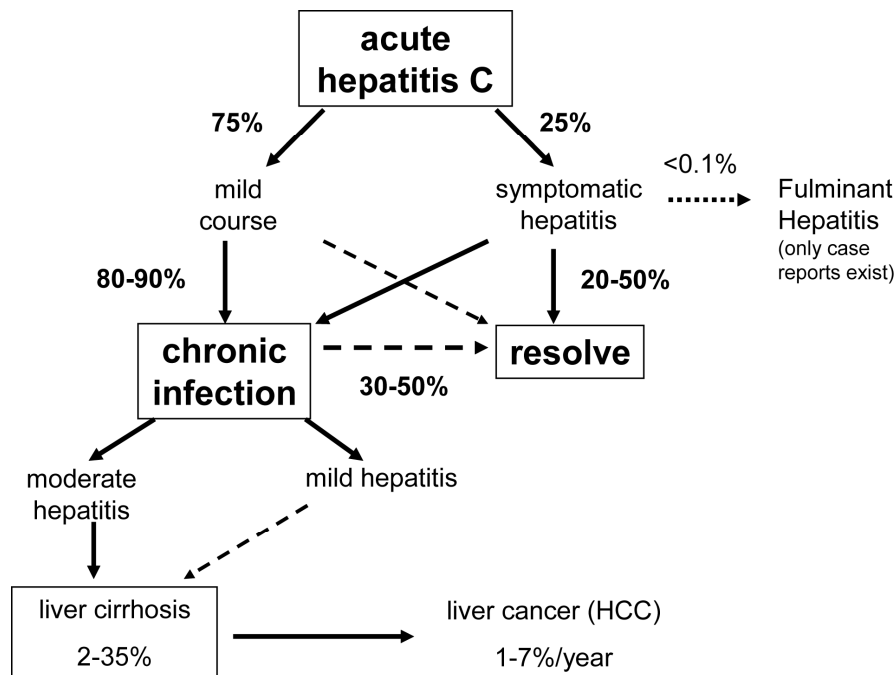 acute
hepatitis C
75%
25%
<0.1%
mild
course
symptomatic
hepatitis
Fulminant
Hepatitis
(only case
reports exist)
80-90%
20-50%
chronic
infection
resolve
30-50%
moderate
hepatitis
mild hepatitis
liver cirrhosis
2-35%
liver cancer (HCC)
1-7%/year